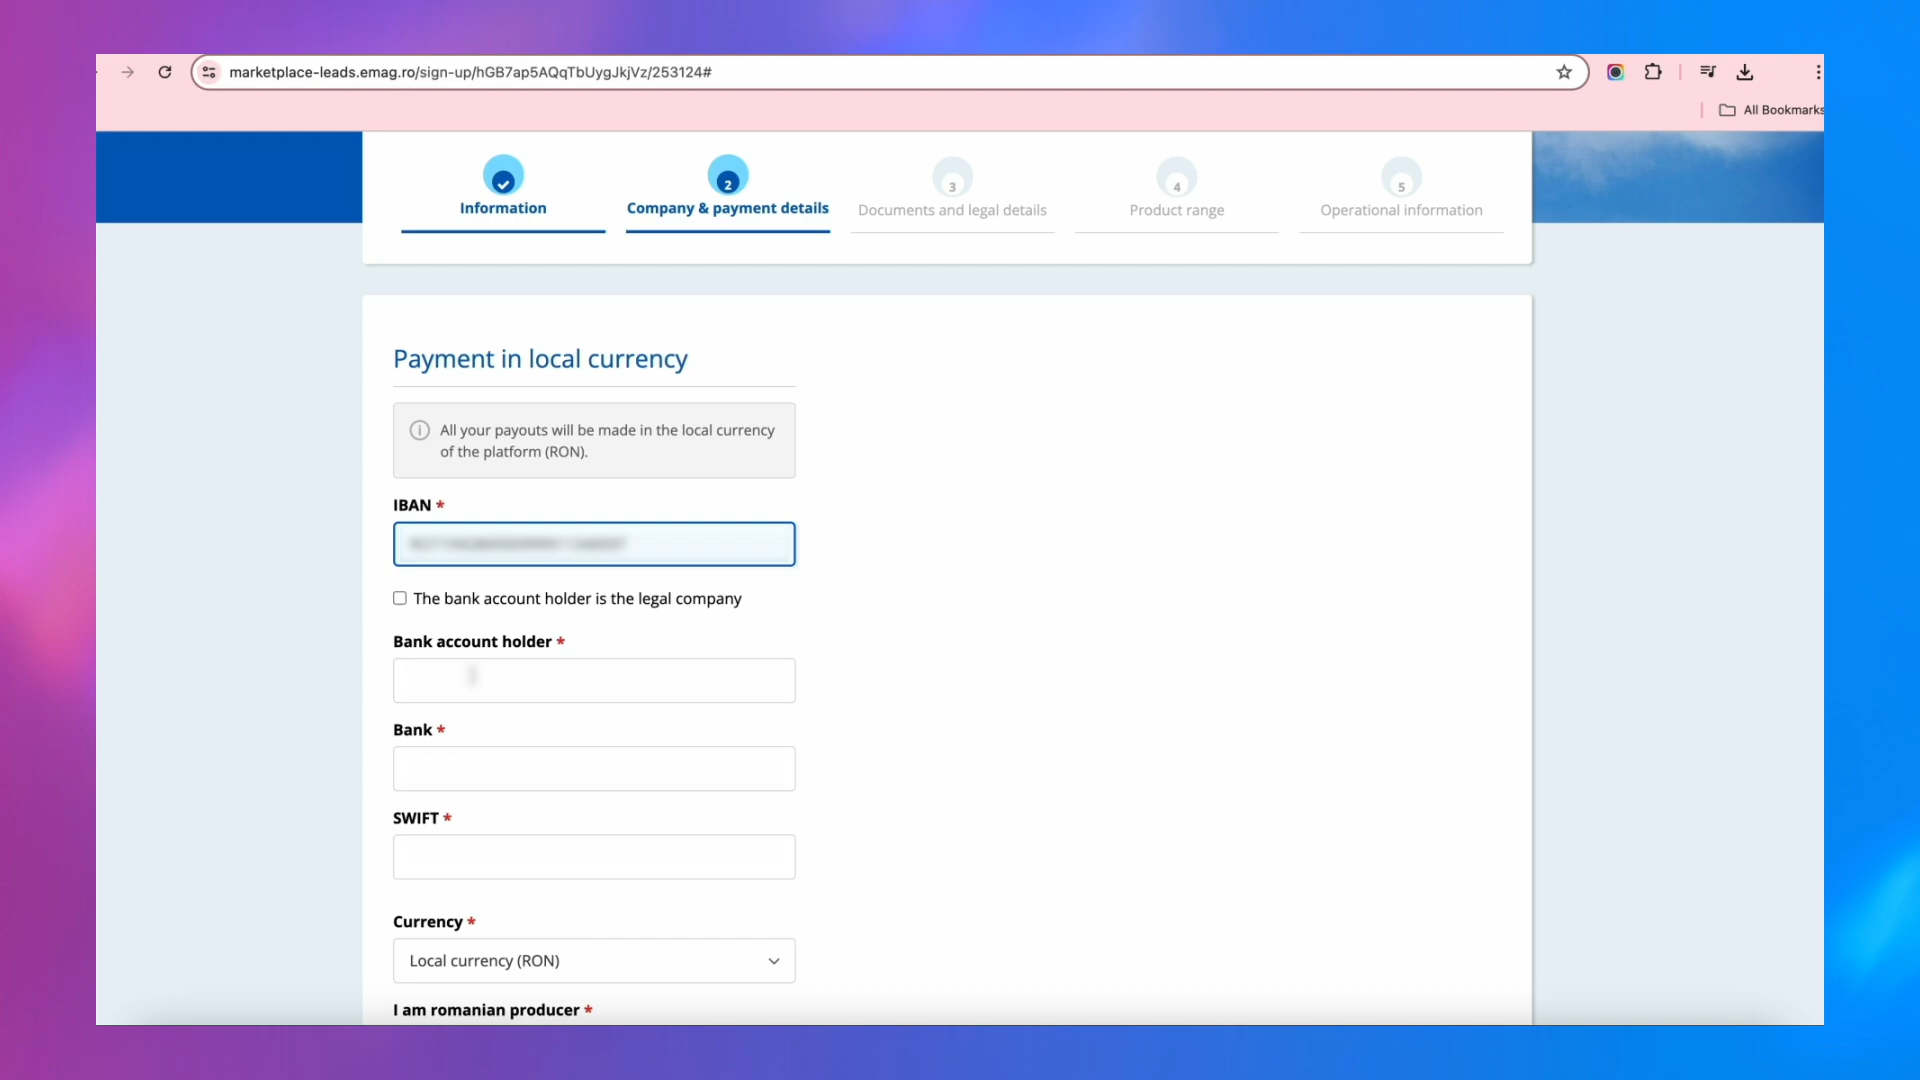 marketplace-leads.emag.ro/sign-up/hGB7ap5AQqTbUygJkjVz/253124#
All Bookmarks
2
3
4
5
Information
Company & payment details
Documents and legal details
Product range
Operational information
Payment in local currency
All your payouts will be made in the local currency
of the platform (RON).
IBAN *
The bank account holder is the legal company
Bank account holder *
Bank *
SWIFT *
Currency *
Local currency (RON)
I am romanian producer *